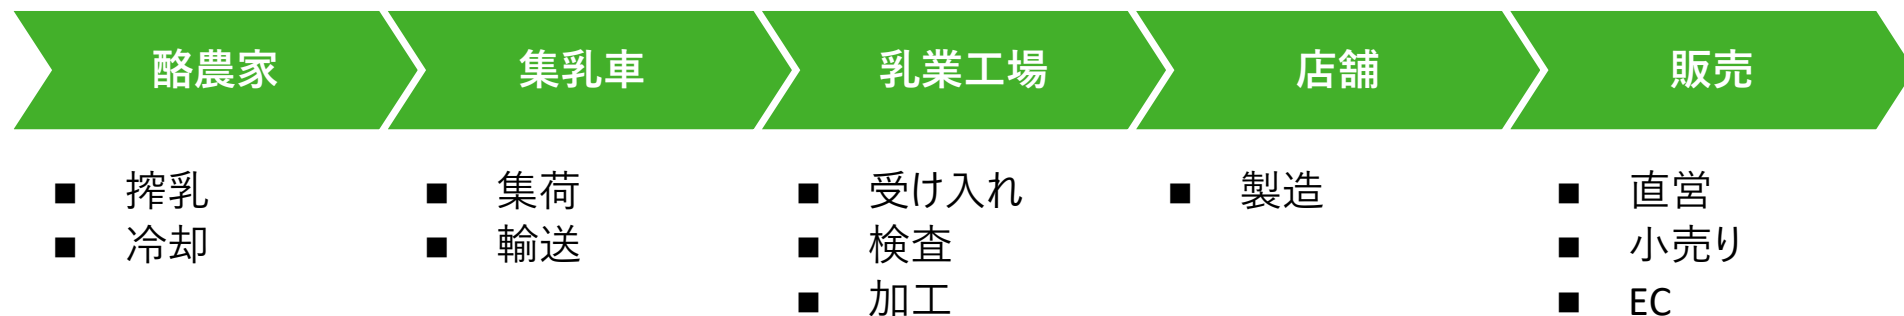 酪農家
集乳車
乳業工場
店舗
販売
■ 搾乳
■ 冷却
■ 集荷
■ 輸送
■ 受け入れ
■ 検査
■ 加工
■ 製造
■ 直営
■ 小売り
■ EC